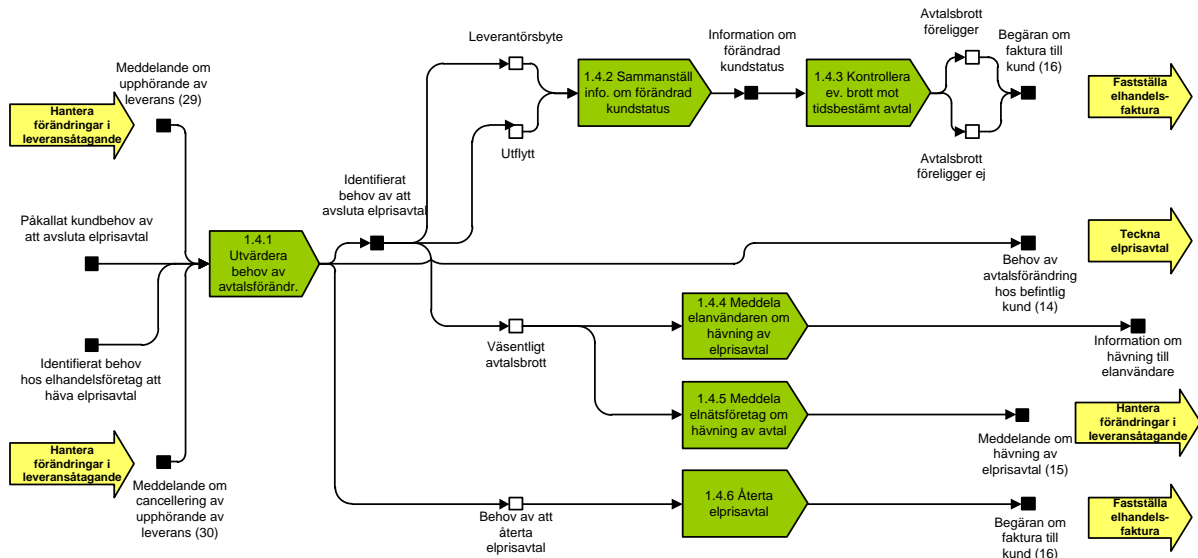 Leverantörsbyte
Information om
förändrad
kundstatus
Avtalsbrott
föreligger
Begäran om
faktura till
kund (16)
Meddelande om
upphörande av
leverans (29)
Hantera
förändringar i
leveransåtagande
1.4.2 Sammanställ
info. om förändrad
kundstatus
1.4.3 Kontrollera
ev. brott mot
tidsbestämt avtal
Fastställa
elhandels-
faktura
Utflytt
Avtalsbrott
föreligger ej
Identifierat
behov av att
avsluta elprisavtal
Påkallat kundbehov av
att avsluta elprisavtal
1.4.1
Utvärdera
behov av
avtalsförändr.
Teckna
elprisavtal
Behov av
avtalsförändring
hos befintlig
kund (14)
1.4.4 Meddela
elanvändaren om
hävning av
elprisavtal
Väsentligt
avtalsbrott
Information om
hävning till
elanvändare
Identifierat behov
hos elhandelsföretag att
häva elprisavtal
1.4.5 Meddela
elnätsföretag om
hävning av avtal
Hantera
förändringar i
leveransåtagande
Meddelande om
hävning av
elprisavtal (15)
Hantera
förändringar i
leveransåtagande
Meddelande om
cancellering av
upphörande av
leverans (30)
1.4.6 Återta
elprisavtal
Behov av att
återta
elprisavtal
Begäran om
faktura till
kund (16)
Fastställa
elhandels-
faktura